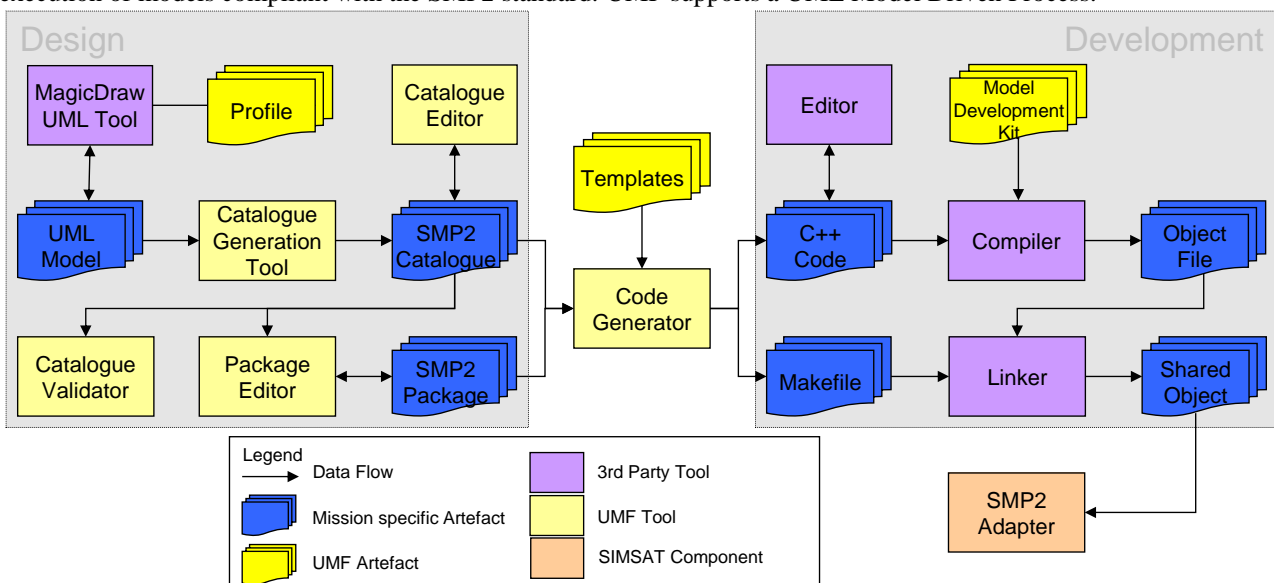 execution of models compliant with the SMP2 standard. UMF supports a UML Model Driven Process.
Design
Development
MagicDraw
UML Tool
Profile
Catalogue
Editor
Editor
Model
Development
Kit
Templates
UML
Model
Catalogue
Generation
Tool
SMP2
Catalogue
C++
Code
Compiler
Object
File
Code
Generator
Catalogue
Validator
Package
Editor
SMP2
Package
Makefile
Linker
Shared
Object
Legend
Data Flow
Mission specific Artefact
UMF Artefact
3rd Party Tool
UMF Tool
SIMSAT Component
SMP2
Adapter